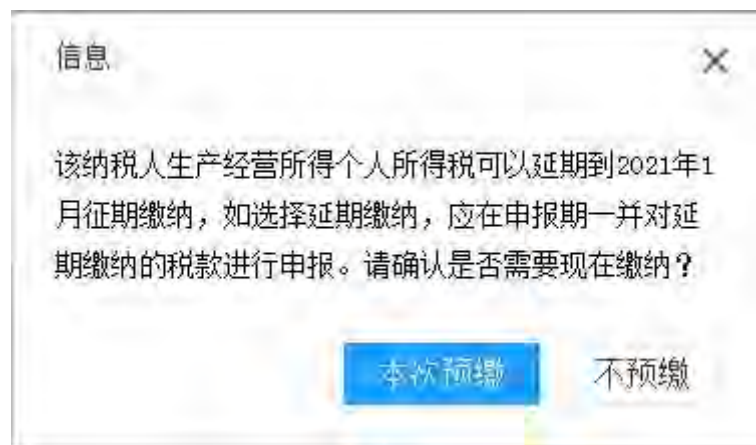 信息
该纳税人生产经营所得个人所得税可以延期到2021年1
月征期缴纳，如选择延期缴纳，应在申报期一并对延
期缴纳的税款进行申报。请确认是否需要现在缴纳？
本次预缴
不预缴